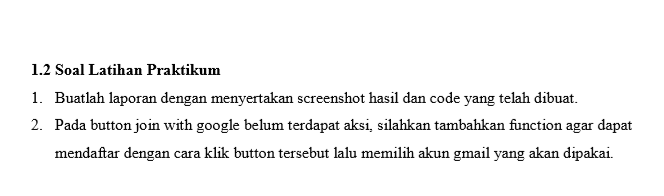 1.2 Soal Latihan Praktikum
1. Buatlah laporan dengan menyertakan screenshot hasil dan code yang telah dibuat.
2. Pada button join with google belum terdapat aksi, silahkan tambahkan function agar dapat
mendaftar dengan cara klik button tersebut lalu memilih akun gmail yang akan dipakai.